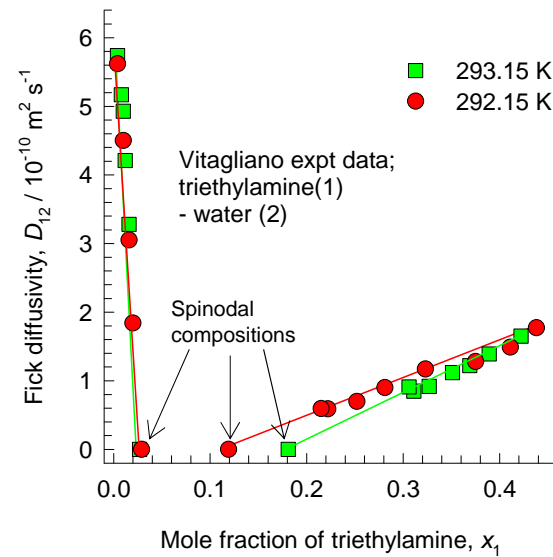 6
5
4
3
2
1
0
0.0 0.1 0.2 0.3 0.4
Fick diffusivity, D12 / 10-10 m2 s-1
293.15 K
292.15 K
Vitagliano expt data;
triethylamine(1)
- water (2)
Spinodal
compositions
Mole fraction of triethylamine, x1